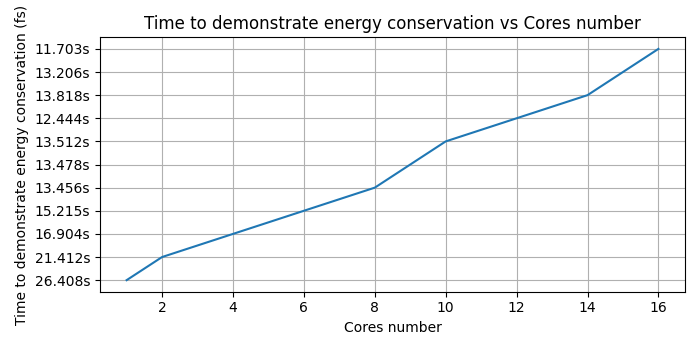 Time to demonstrate energy conservation vs Cores number
Time to demonstrate energy conservation (fs)
11.703s
13.206s
13.818s
12.444s
13.512s
13.478s
13.456s
15.215s
16.904s
21.412s
26.408s
2 4 6 8 10 12 14 16
Cores number